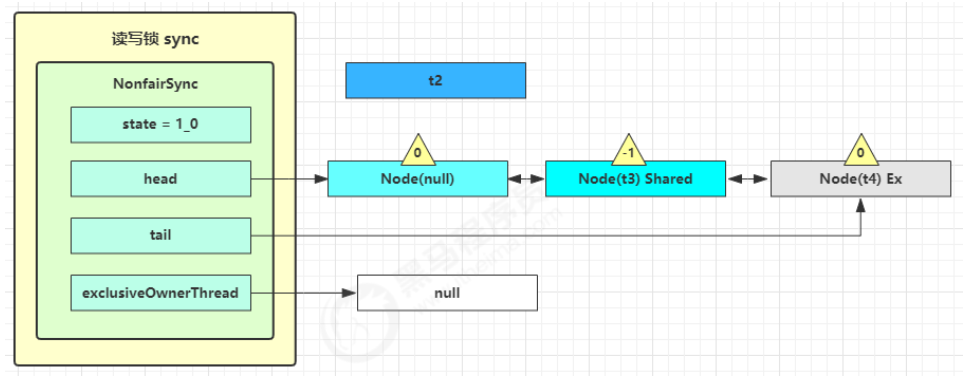 读写锁 sync
NonfairSync
t2
state = 1_0
0
-1
0
head
Node(null)
Node(t3) Shared
Node(t4) Ex
tail
exclusiveOwnerThread
null
黑马程序员